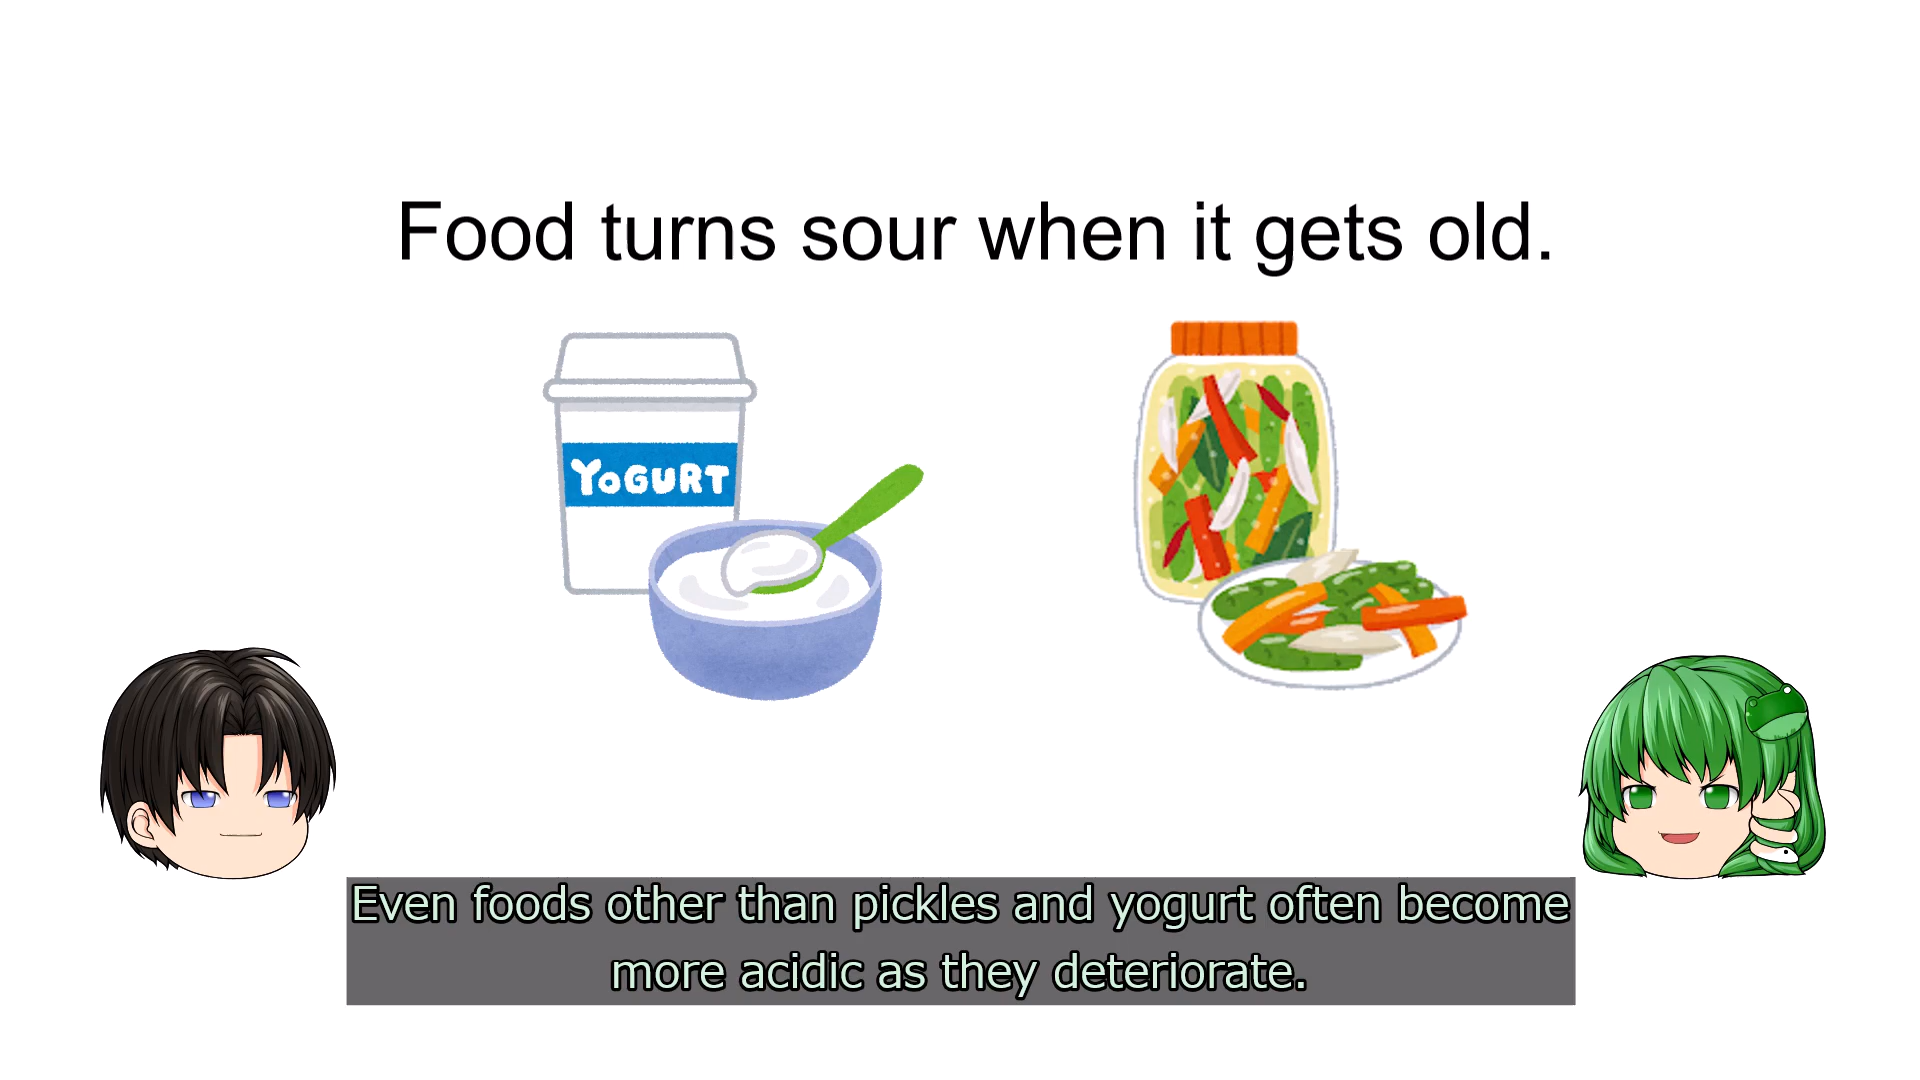 Food turns sour when it gets old.
YOGURT
Even foods other than pickles and yogurt often become
more acidic as they deteriorate.